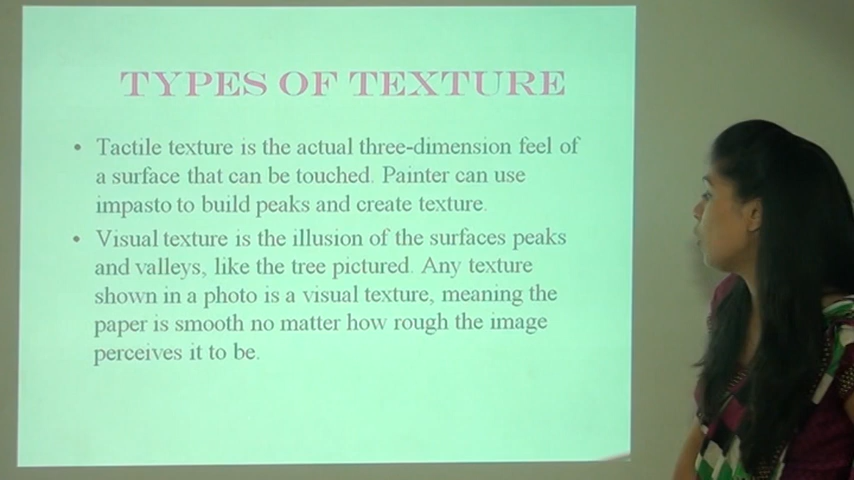 TYPES OF TEXTURE
• Tactile texture is the actual three-dimension feel of
a surface that can be touched. Painter can use
impasto to build peaks and create texture.
• Visual texture is the illusion of the surfaces peaks
and valleys, like the tree pictured. Any texture
shown in a photo is a visual texture, meaning the
paper is smooth no matter how rough the image
perceives it to be.